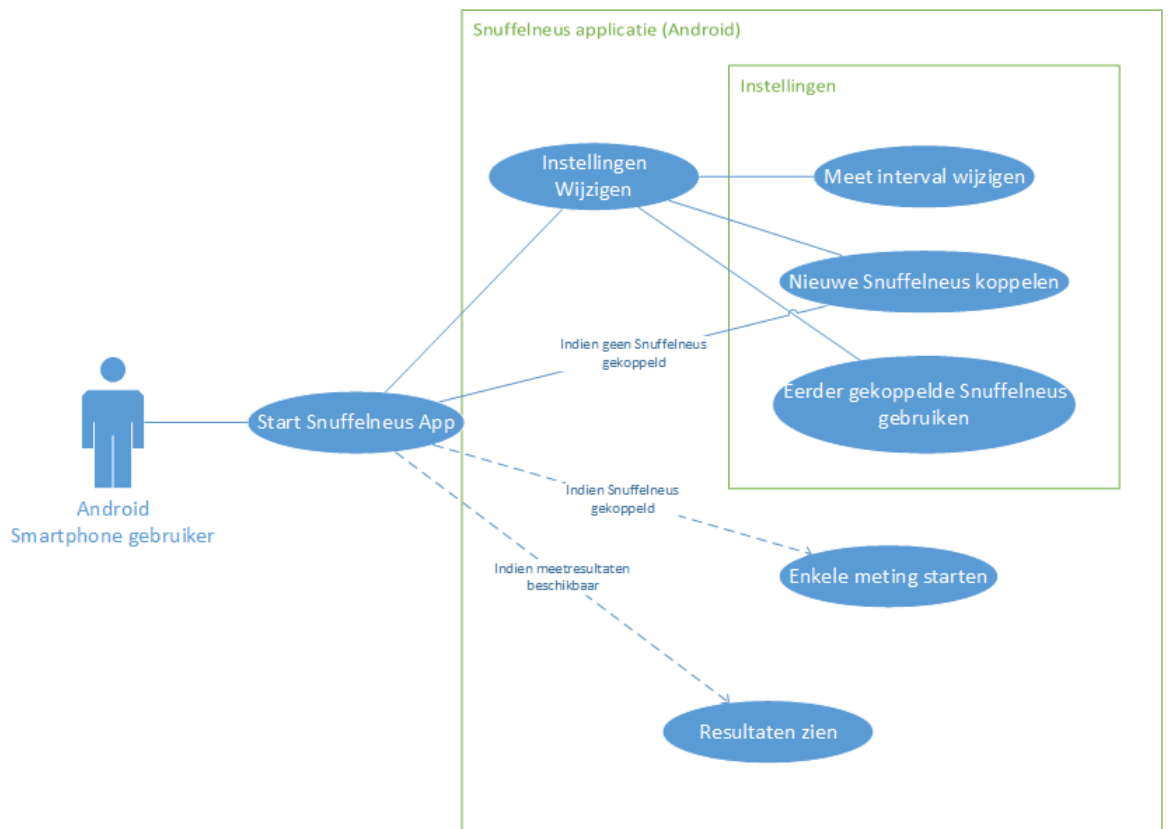 Snuffelneus applicatie (Android)
Instellingen
Instellingen
Wijzigen
Meet interval wijzigen
Nieuwe Snuffelneus koppelen
Indien geen Snuffelneus
gekoppeld
Eerder gekoppelde Snuffelneus
gebruiken
Start Snuffelneus App
Android
Smartphone gebruiker
Indien Snuffelneus
gekoppeld
Indien meetresultaten
beschikbaar
Enkele meting starten
Resultaten zien